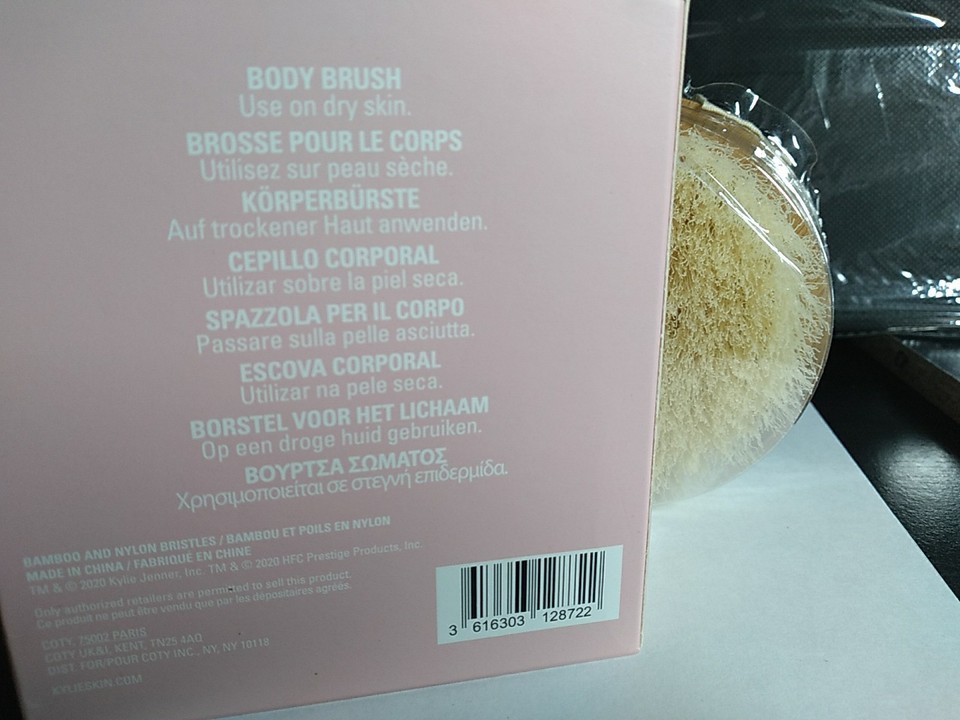 BODY BRUSH
Use on dry skin.
BROSSE POUR LE CORPS
Utilisez sur peau sèche.
KÖRPERBÜRSTE
Auf trockener Haut anwenden.
CEPILLO CORPORAL
Utilizar sobre la piel seca.
SPAZZOLA PER IL CORPO
Passare sulla pelle asciutta.
ESCOVA CORPORAL
Utilizar na pele seca.
BORSTEL VOOR HET LICHAAM
Op een droge huid gebruiken.
ΒΟΥΡΤΣΑ ΣΩΜΑΤΟΣ
Χρησιμοποιείται σε στεγνή επιδερμίδα.
BAMBOO AND NYLON BRISTLES / BAMBOU ET POILS EN NYLON
MADE IN CHINA / FABRIQUE EN CHINE
TM & © 2020 Kylie Jenner, Inc. TM & © 2020 HFC Prestige Products, Inc.
Only authorized retailers are permitted to sell this product.
Ce produit ne peut être vendu que par les dépositaires agréés.
COTY, 75002 PARIS
COTY UK&I, KENT, TN25 4AQ
DIST. FOR/POUR COTY INC., NY, NY 10118
KYLIESKIN.COM
3 616303 128722